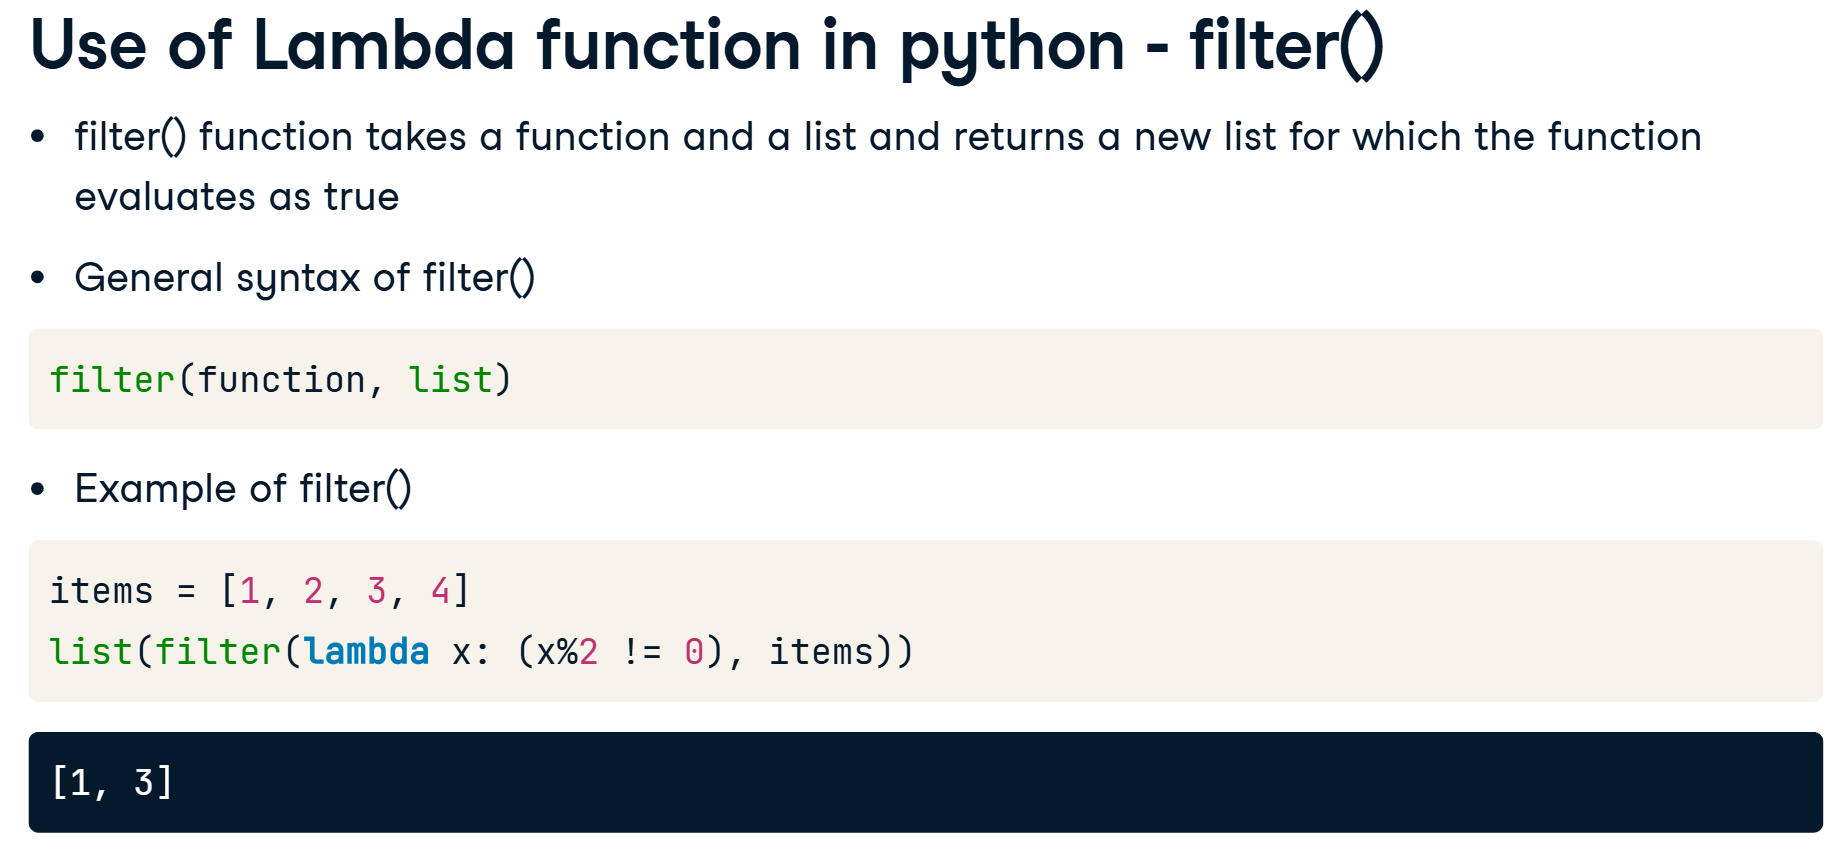 Use of Lambda function in python - filter()
• filter() function takes a function and a list and returns a new list for which the function
evaluates as true
• General syntax of filter()
filter(function, list)
• Example of filter()
items = [1, 2, 3, 4]
list(filter(lambda x: (x%2 != 0), items))
[1, 3]